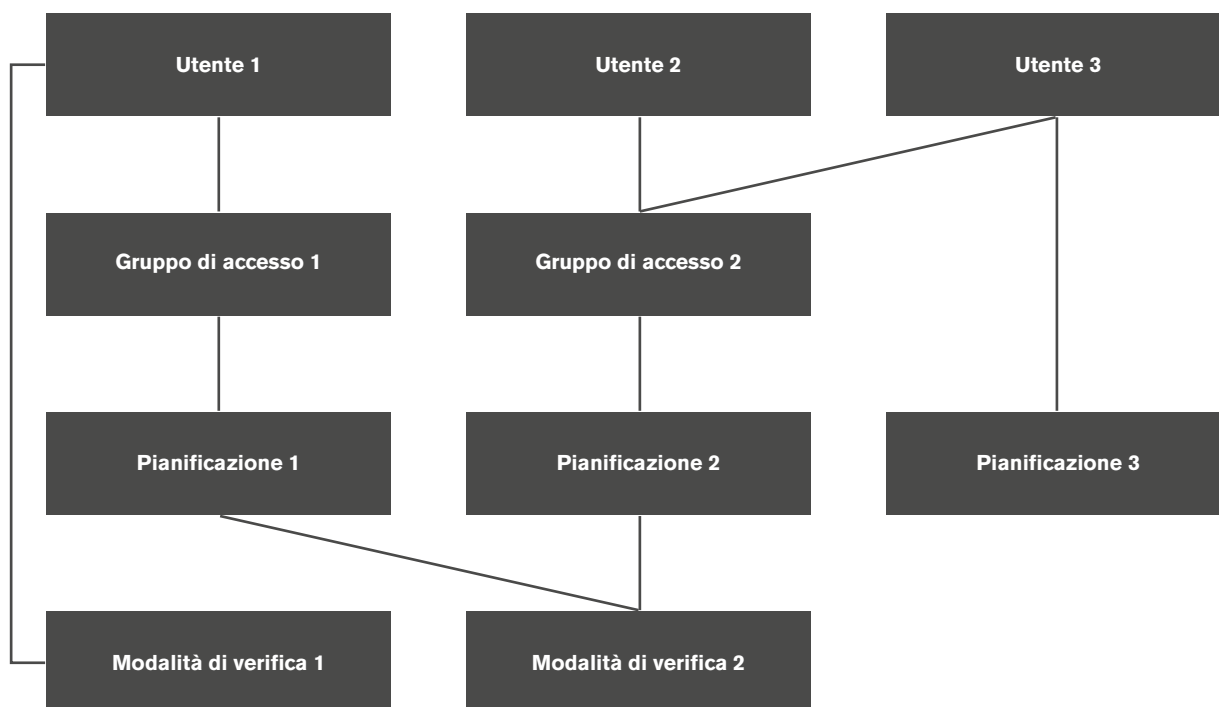 Utente 1
Utente 2
Utente 3
Gruppo di accesso 1
Gruppo di accesso 2
Pianificazione 1
Pianificazione 2
Pianificazione 3
Modalità di verifica 1
Modalità di verifica 2